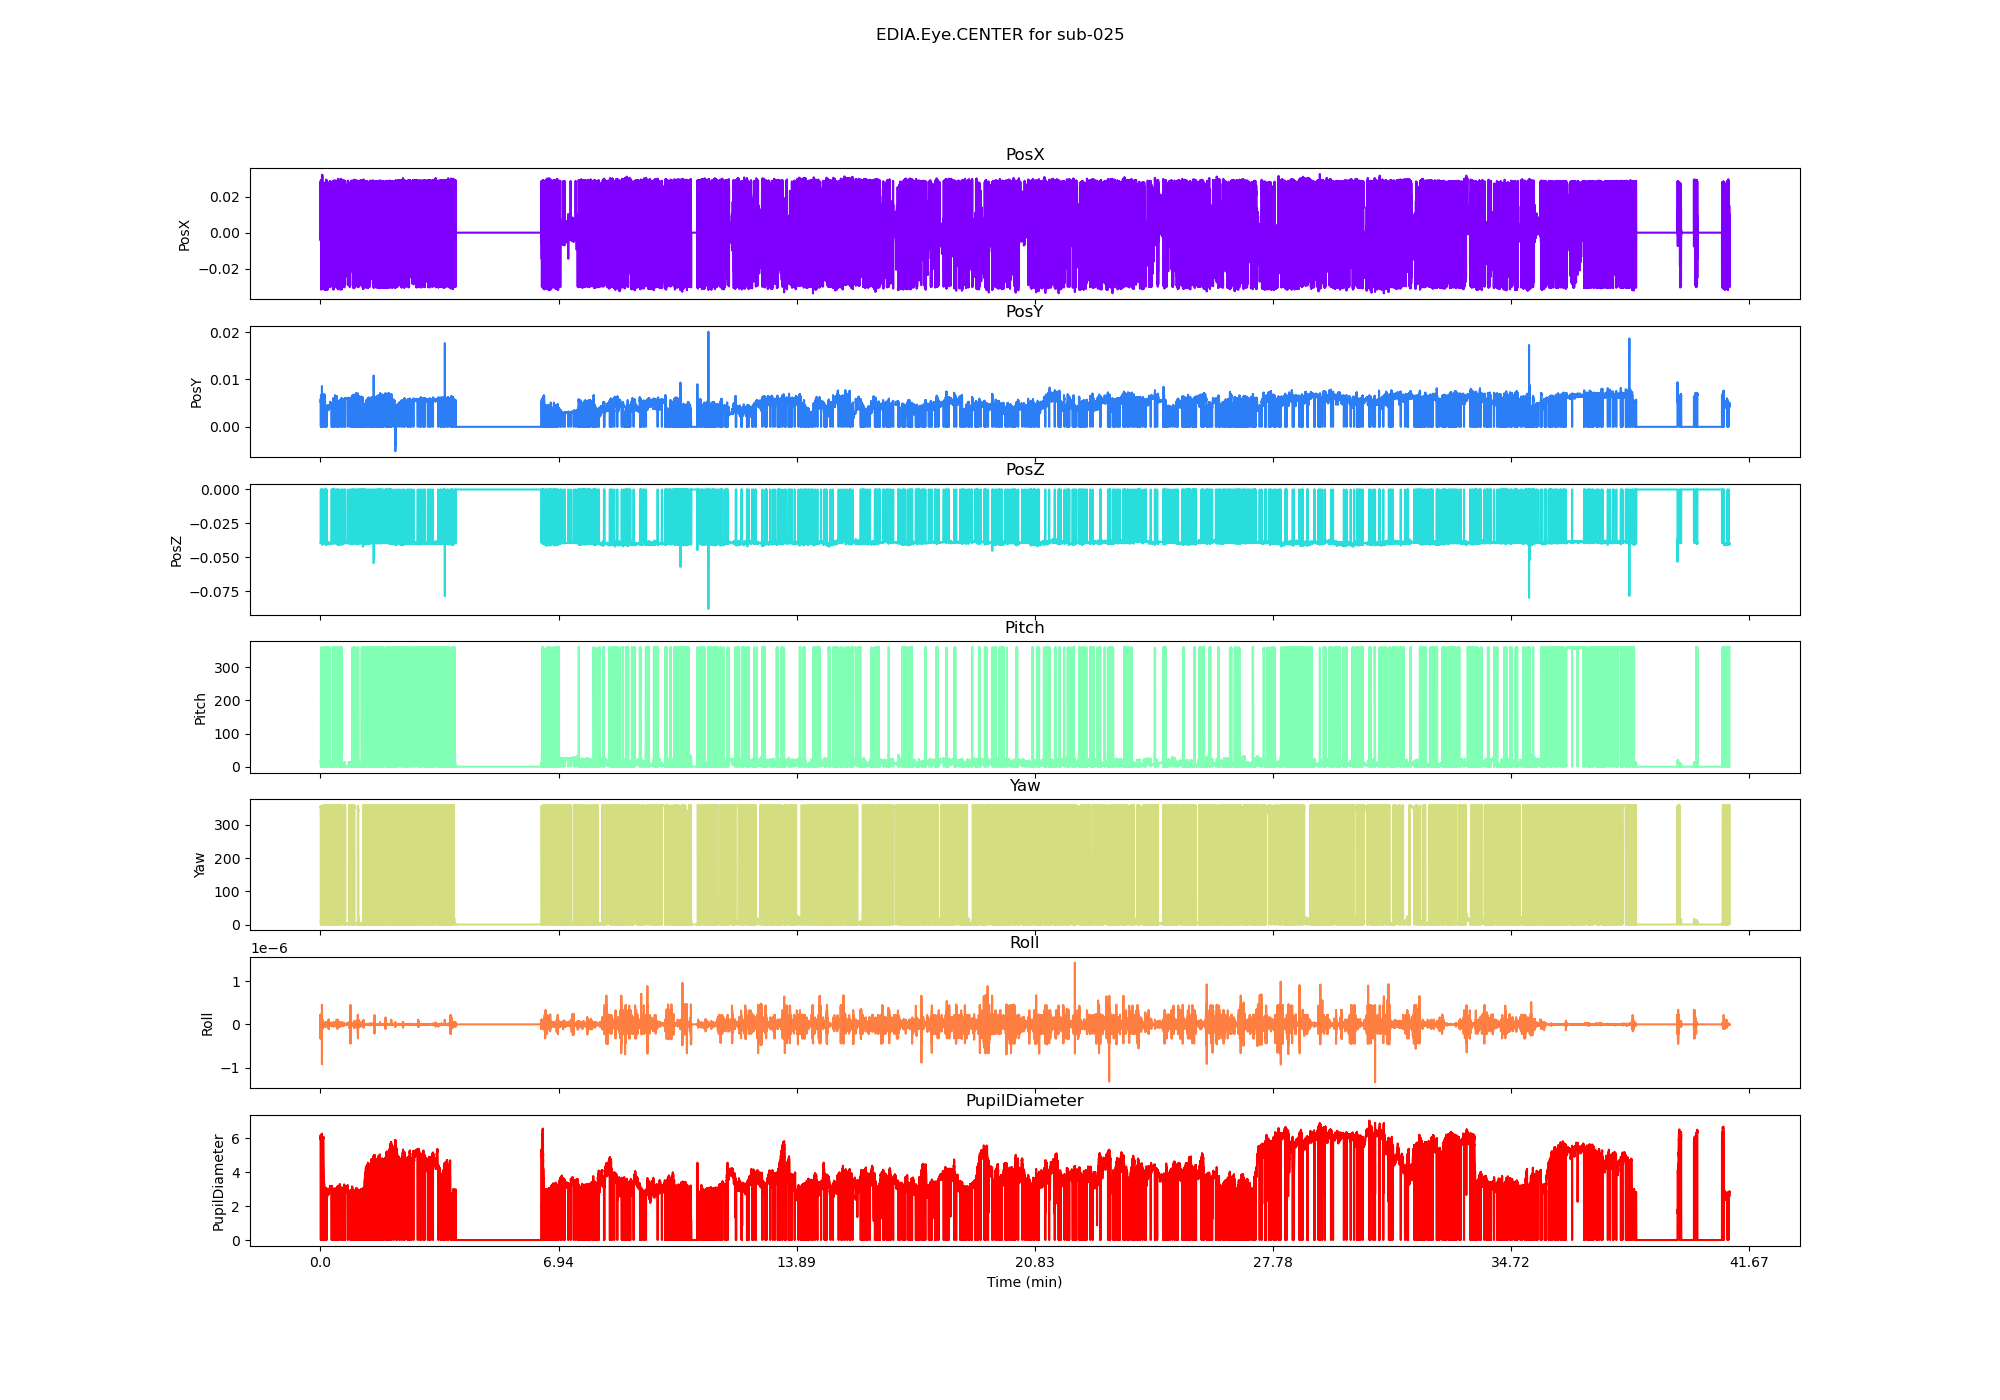 EDIA.Eye.CENTER for sub-025
PosX
PosX
0.02
0.00
−0.02
PosY
PosY
0.02
0.01
0.00
PosZ
PosZ
0.000
−0.025
−0.050
−0.075
Pitch
Pitch
300
200
100
0
Yaw
Yaw
300
200
100
0
Roll
1e−6
Roll
1
0
−1
PupilDiameter
PupilDiameter
6
4
2
0
0.0 6.94 13.89 20.83 27.78 34.72 41.67
Time (min)